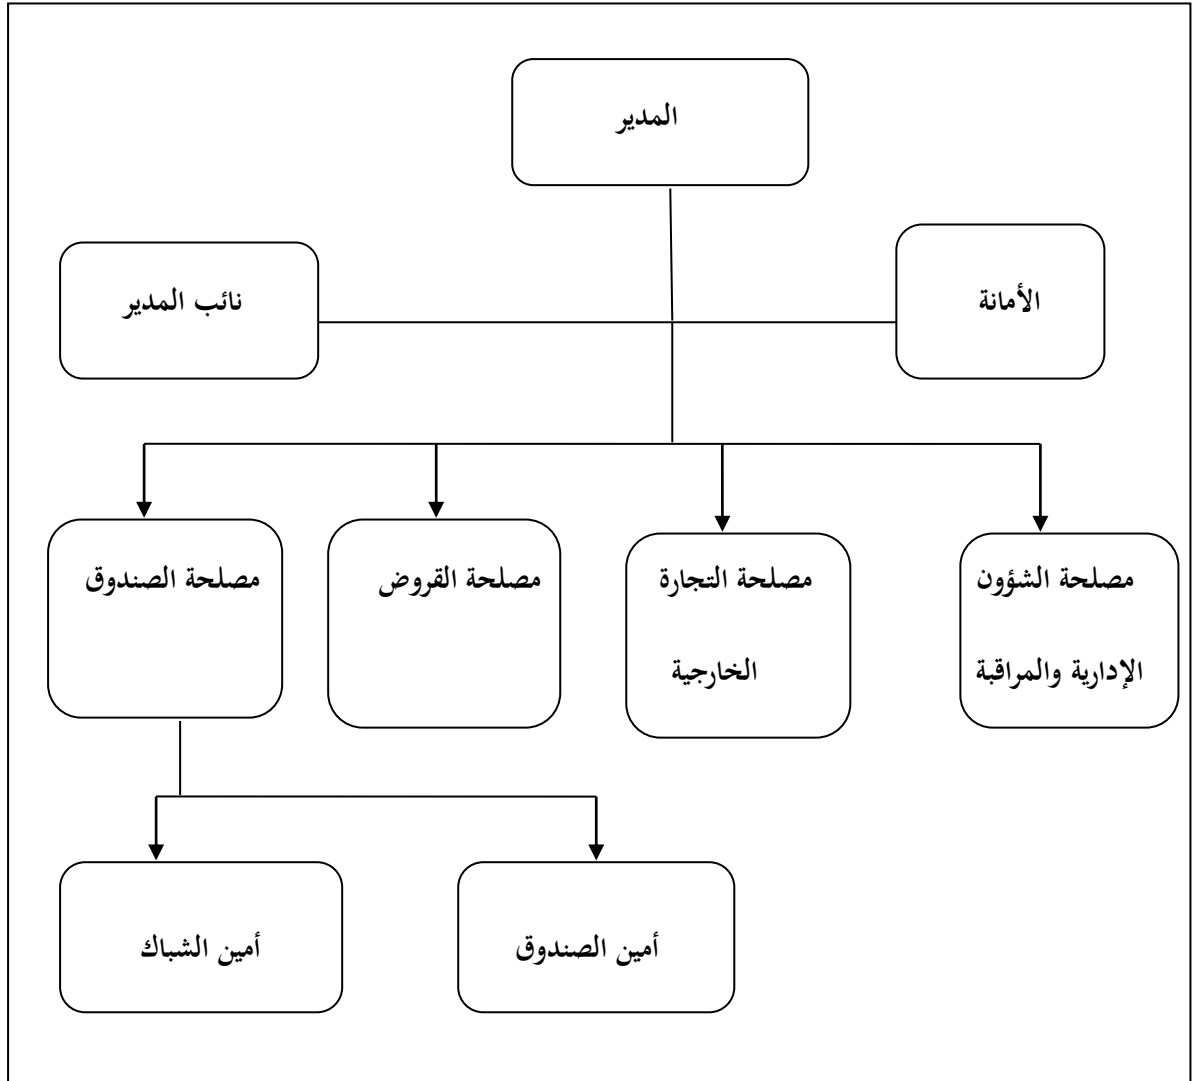 المدير
الأمانة
نائب المدير
مصلحة الشؤون
الإدارية والمراقبة
مصلحة التجارة
الخارجية
مصلحة القروض
مصلحة الصندوق
أمين الصندوق
أمين الشباك